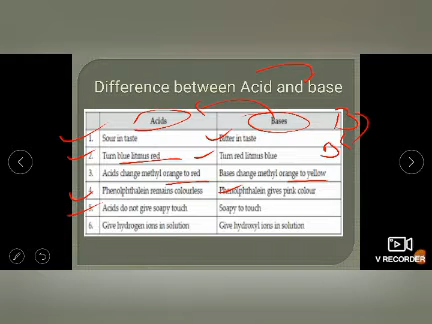 Difference between Acid and base
Acids Bases
1. Sour in taste Bitter in taste
2. Turn blue litmus red Turn red litmus blue
3. Acids change methyl orange to red Bases change methyl orange to yellow
4. Phenolphthalein remains colourless Phenolphthalein gives pink colour
5. Acids do not give soapy touch Soapy to touch
6. Give hydrogen ions in solution Give hydroxyl ions in solution
V RECORDER